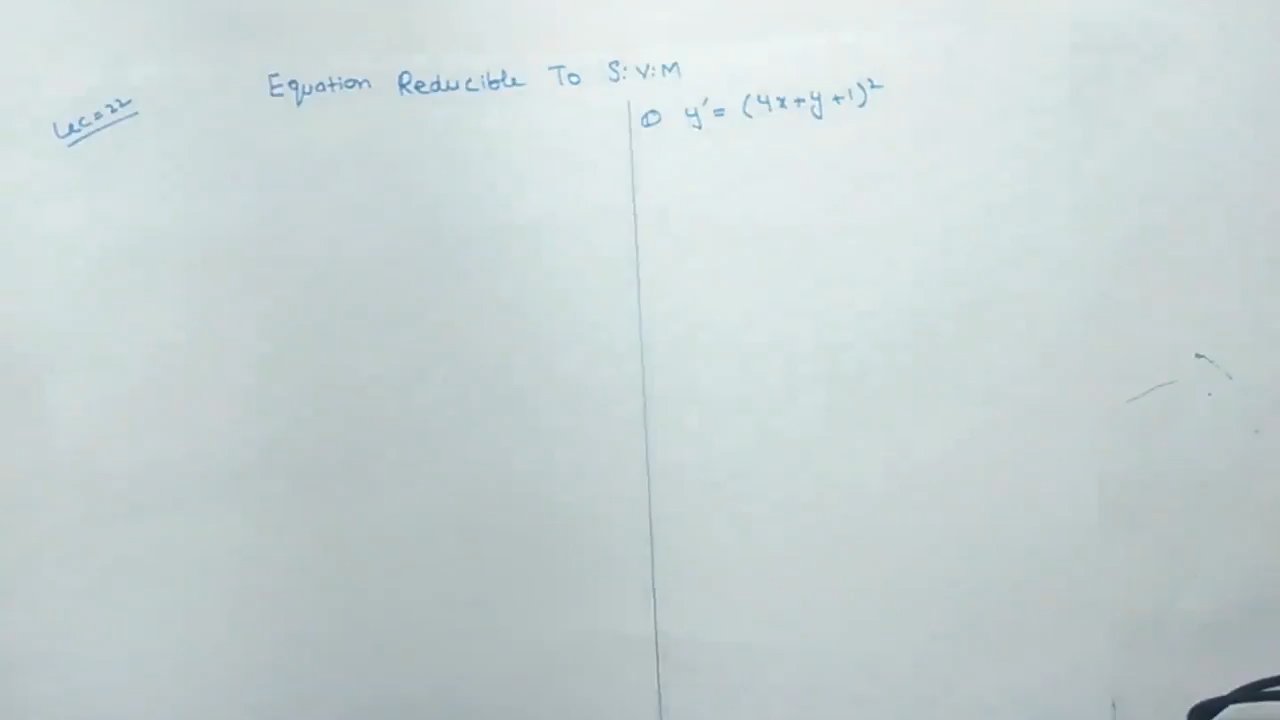 Equation Reducible To S:V:M
Lec=22
① y′= (4x+y+1)²